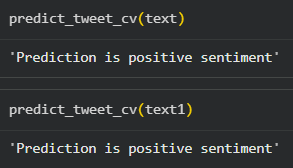 predict_tweet_cv(text)
'Prediction is positive sentiment'
predict_tweet_cv(text1)
'Prediction is positive sentiment'